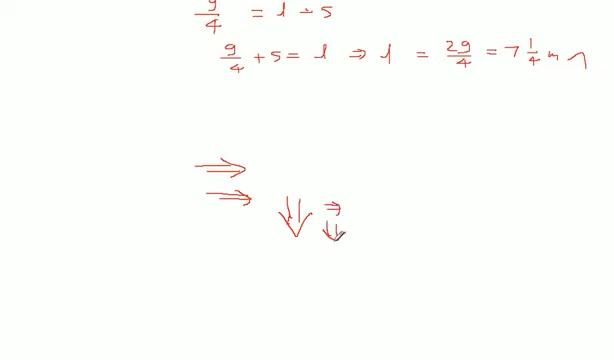 9/4 = l - 5
9/4 + 5 = l ⇒ l = 29/4 = 7 1/4 m
⇒
⇒
⇓ ⇒
⇓